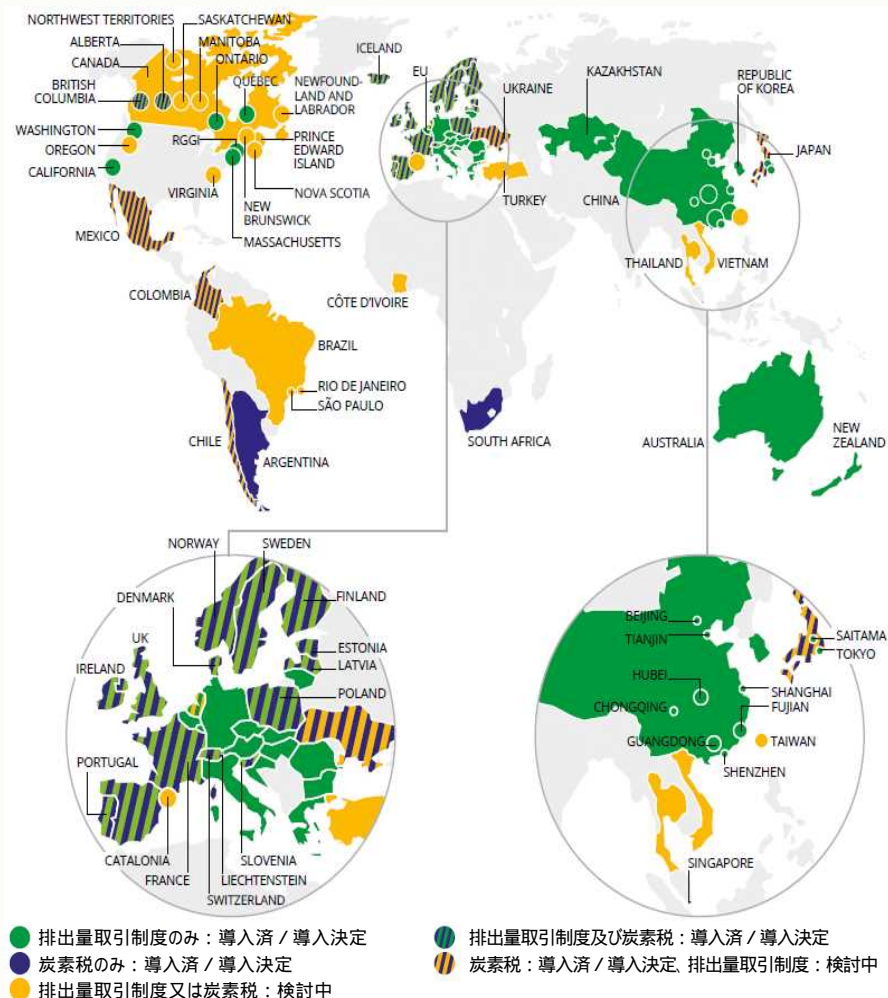 NORTHWEST TERRITORIES
SASKATCHEWAN
ALBERTA
MANITOBA
CANADA
ONTARIO
BRITISH
COLUMBIA
QUÉBEC
NEWFOUND-
LAND AND
LABRADOR
WASHINGTON
OREGON
RGGI
PRINCE
EDWARD
ISLAND
CALIFORNIA
VIRGINIA
NOVA SCOTIA
NEW
BRUNSWICK
MASSACHUSETTS
MEXICO
ICELAND
EU
UKRAINE
KAZAKHSTAN
REPUBLIC
OF KOREA
JAPAN
TURKEY
CHINA
THAILAND
VIETNAM
COLOMBIA
CÔTE D'IVOIRE
BRAZIL
RIO DE JANEIRO
SÃO PAULO
CHILE
ARGENTINA
SOUTH AFRICA
AUSTRALIA
NEW
ZEALAND
NORWAY
SWEDEN
DENMARK
FINLAND
UK
ESTONIA
LATVIA
IRELAND
POLAND
PORTUGAL
CATALONIA
SLOVENIA
FRANCE
LIECHTENSTEIN
SWITZERLAND
BEIJING
TIANJIN
SAITAMA
TOKYO
HUBEI
SHANGHAI
CHONGQING
FUJIAN
GUANGDONG
TAIWAN
SHENZHEN
SINGAPORE
排出量取引制度のみ：導入済 / 導入決定
炭素税のみ：導入済 / 導入決定
排出量取引制度又は炭素税：検討中
排出量取引制度及び炭素税：導入済 / 導入決定
炭素税：導入済 / 導入決定、排出量取引制度：検討中